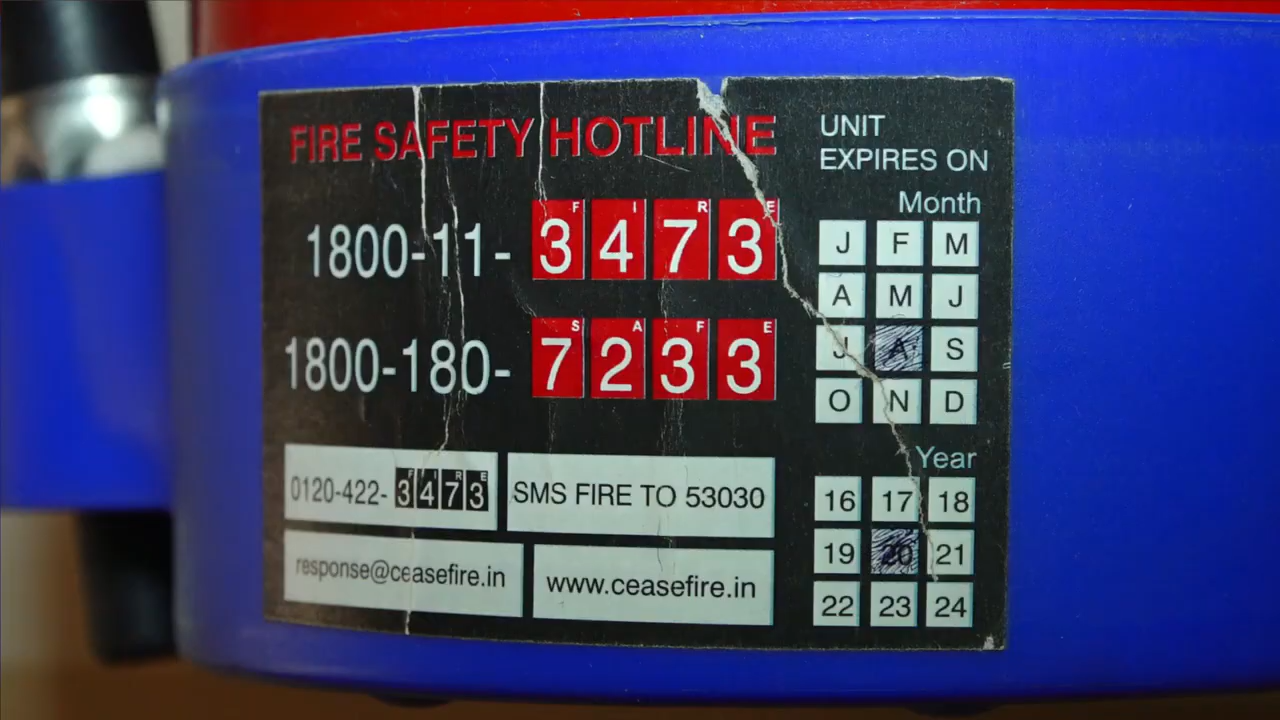 FIRE SAFETY HOTLINE
1800-11-3473
F I R E
1800-180-7233
S A F E
0120-422-3473
F I R E
SMS FIRE TO 53030
response@ceasefire.in
www.ceasefire.in
UNIT
EXPIRES ON
Month
J F M
A M J
J A S
O N D
Year
16 17 18
19 20 21
22 23 24